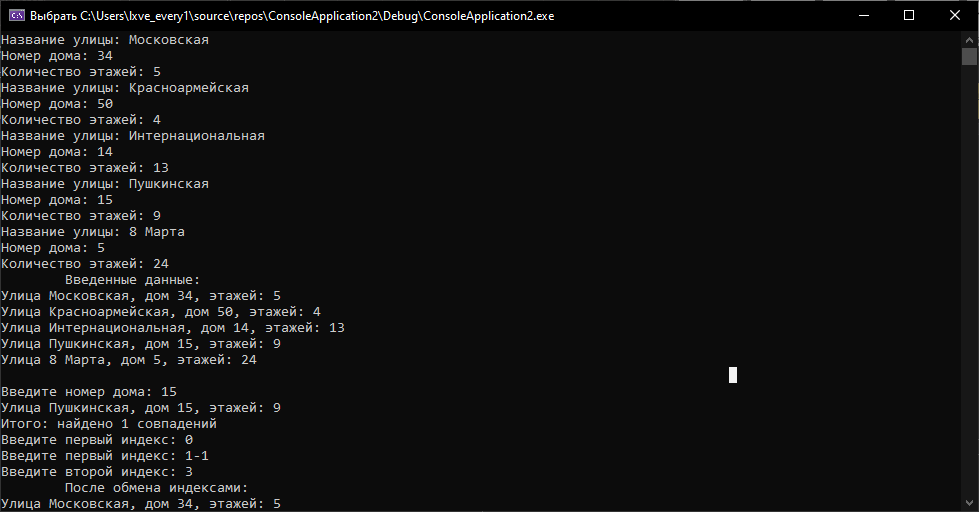 Выбрать C:\Users\lxve_every1\source\repos\ConsoleApplication2\Debug\ConsoleApplication2.exe
Название улицы: Московская
Номер дома: 34
Количество этажей: 5
Название улицы: Красноармейская
Номер дома: 50
Количество этажей: 4
Название улицы: Интернациональная
Номер дома: 14
Количество этажей: 13
Название улицы: Пушкинская
Номер дома: 15
Количество этажей: 9
Название улицы: 8 Марта
Номер дома: 5
Количество этажей: 24
Введенные данные:
Улица Московская, дом 34, этажей: 5
Улица Красноармейская, дом 50, этажей: 4
Улица Интернациональная, дом 14, этажей: 13
Улица Пушкинская, дом 15, этажей: 9
Улица 8 Марта, дом 5, этажей: 24
Введите номер дома: 15
Улица Пушкинская, дом 15, этажей: 9
Итого: найдено 1 совпадений
Введите первый индекс: 0
Введите первый индекс: 1-1
Введите второй индекс: 3
После обмена индексами:
Улица Московская, дом 34, этажей: 5